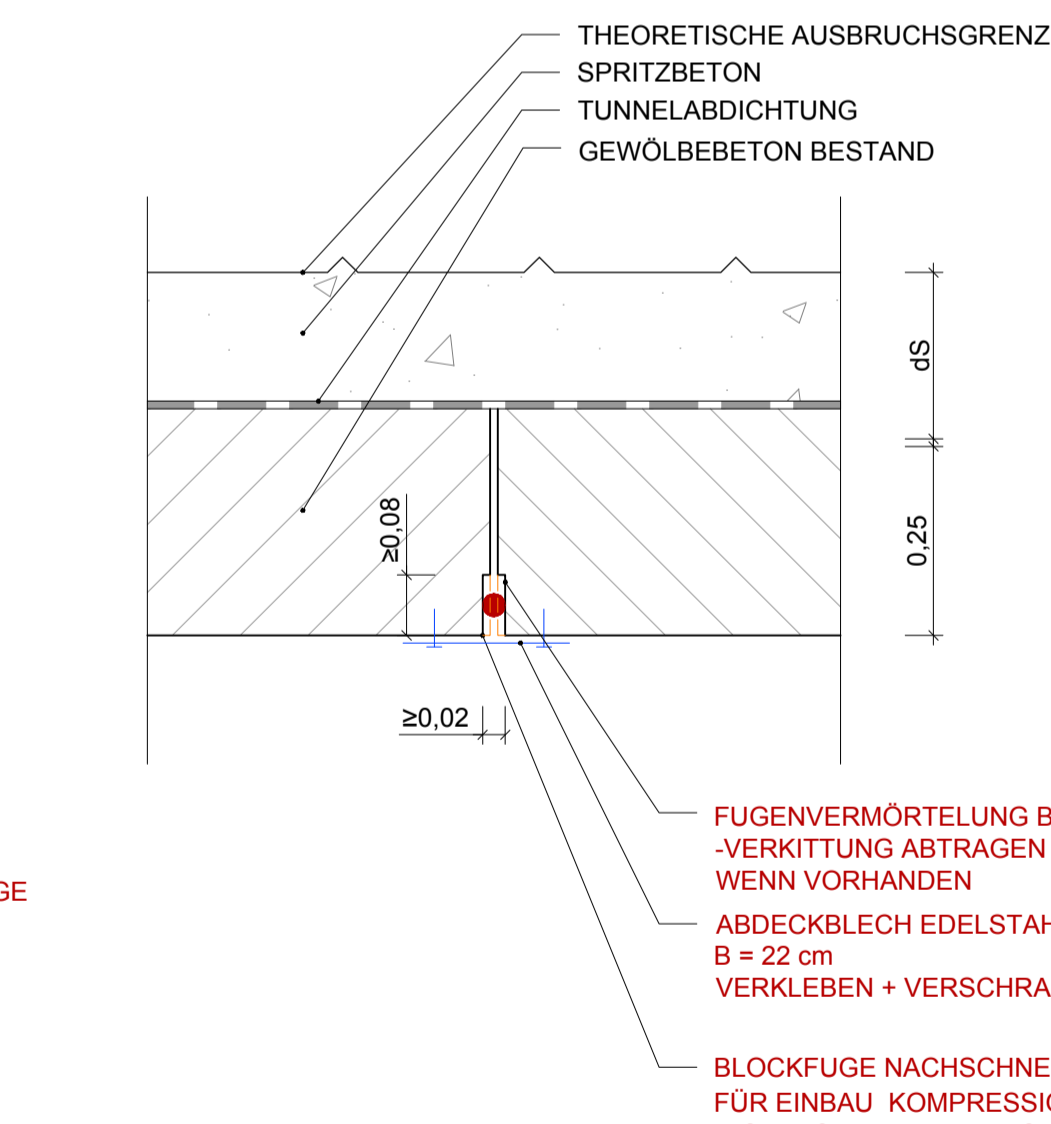 THEORETISCHE AUSBRUCHSGRENZ
SPRITZBETON
TUNNELABDICHTUNG
GEWÖLBEBETON BESTAND
dS
≥0,08
0,25
≥0,02
FUGENVERMÖRTELUNG B
-VERKITTUNG ABTRAGEN
WENN VORHANDEN
GE
ABDECKBLECH EDELSTAH
B = 22 cm
VERKLEBEN + VERSCHRA
BLOCKFUGE NACHSCHNE
FÜR EINBAU KOMPRESSIO